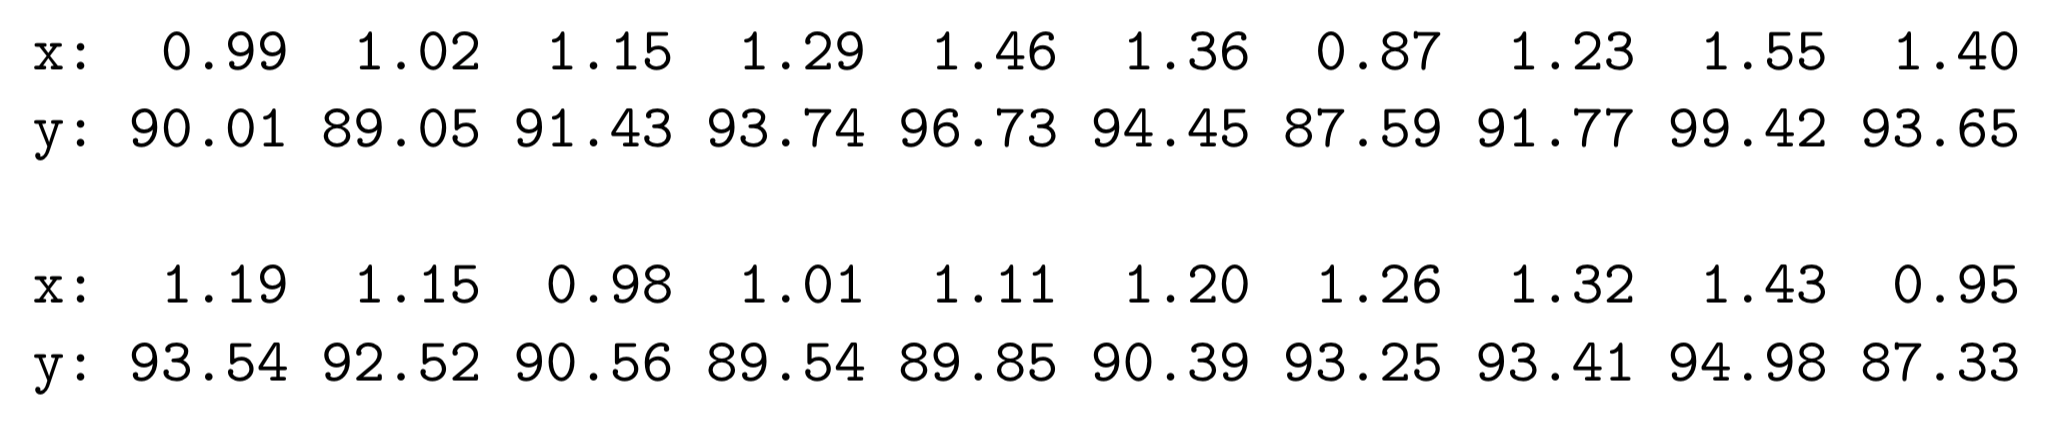 x:  0.99  1.02  1.15  1.29  1.46  1.36  0.87  1.23  1.55  1.40
y: 90.01 89.05 91.43 93.74 96.73 94.45 87.59 91.77 99.42 93.65
x:  1.19  1.15  0.98  1.01  1.11  1.20  1.26  1.32  1.43  0.95
y: 93.54 92.52 90.56 89.54 89.85 90.39 93.25 93.41 94.98 87.33